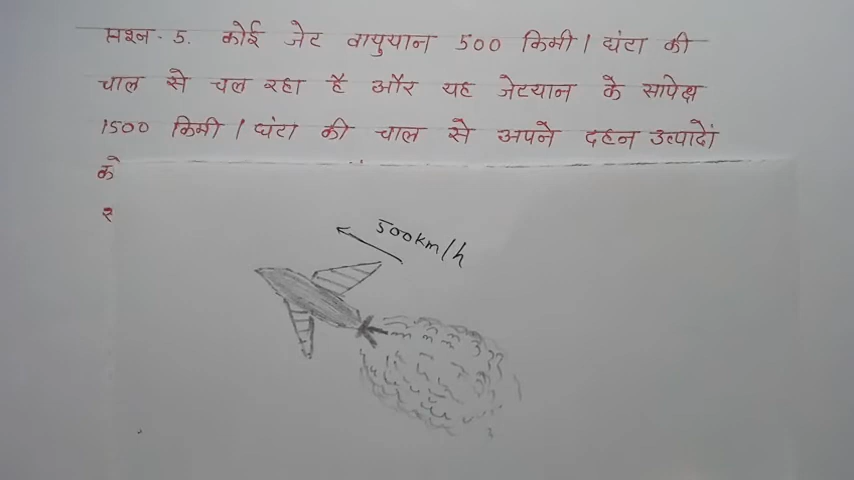 प्रश्न. 5. कोई जेट वायुयान 500 किमी / घंटा की
चाल से चल रहा है और यह जेटयान के सापेक्ष
1500 किमी / घंटा की चाल से अपने दहन उत्पादों
को
500km/h